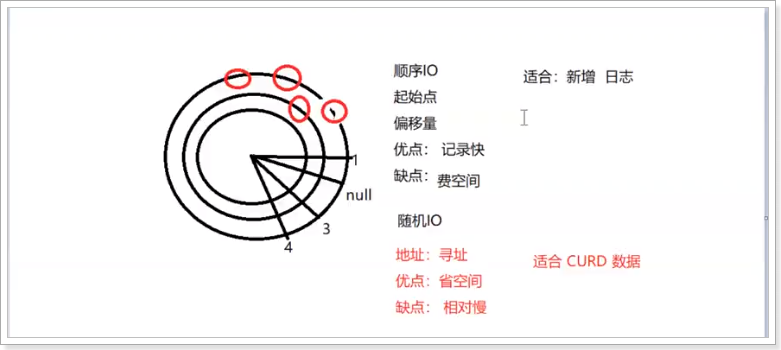 顺序IO
适合：新增 日志
起始点
偏移量
优点： 记录快
缺点： 费空间
随机IO
地址：寻址
适合 CURD 数据
优点：省空间
缺点： 相对慢
1
null
3
4